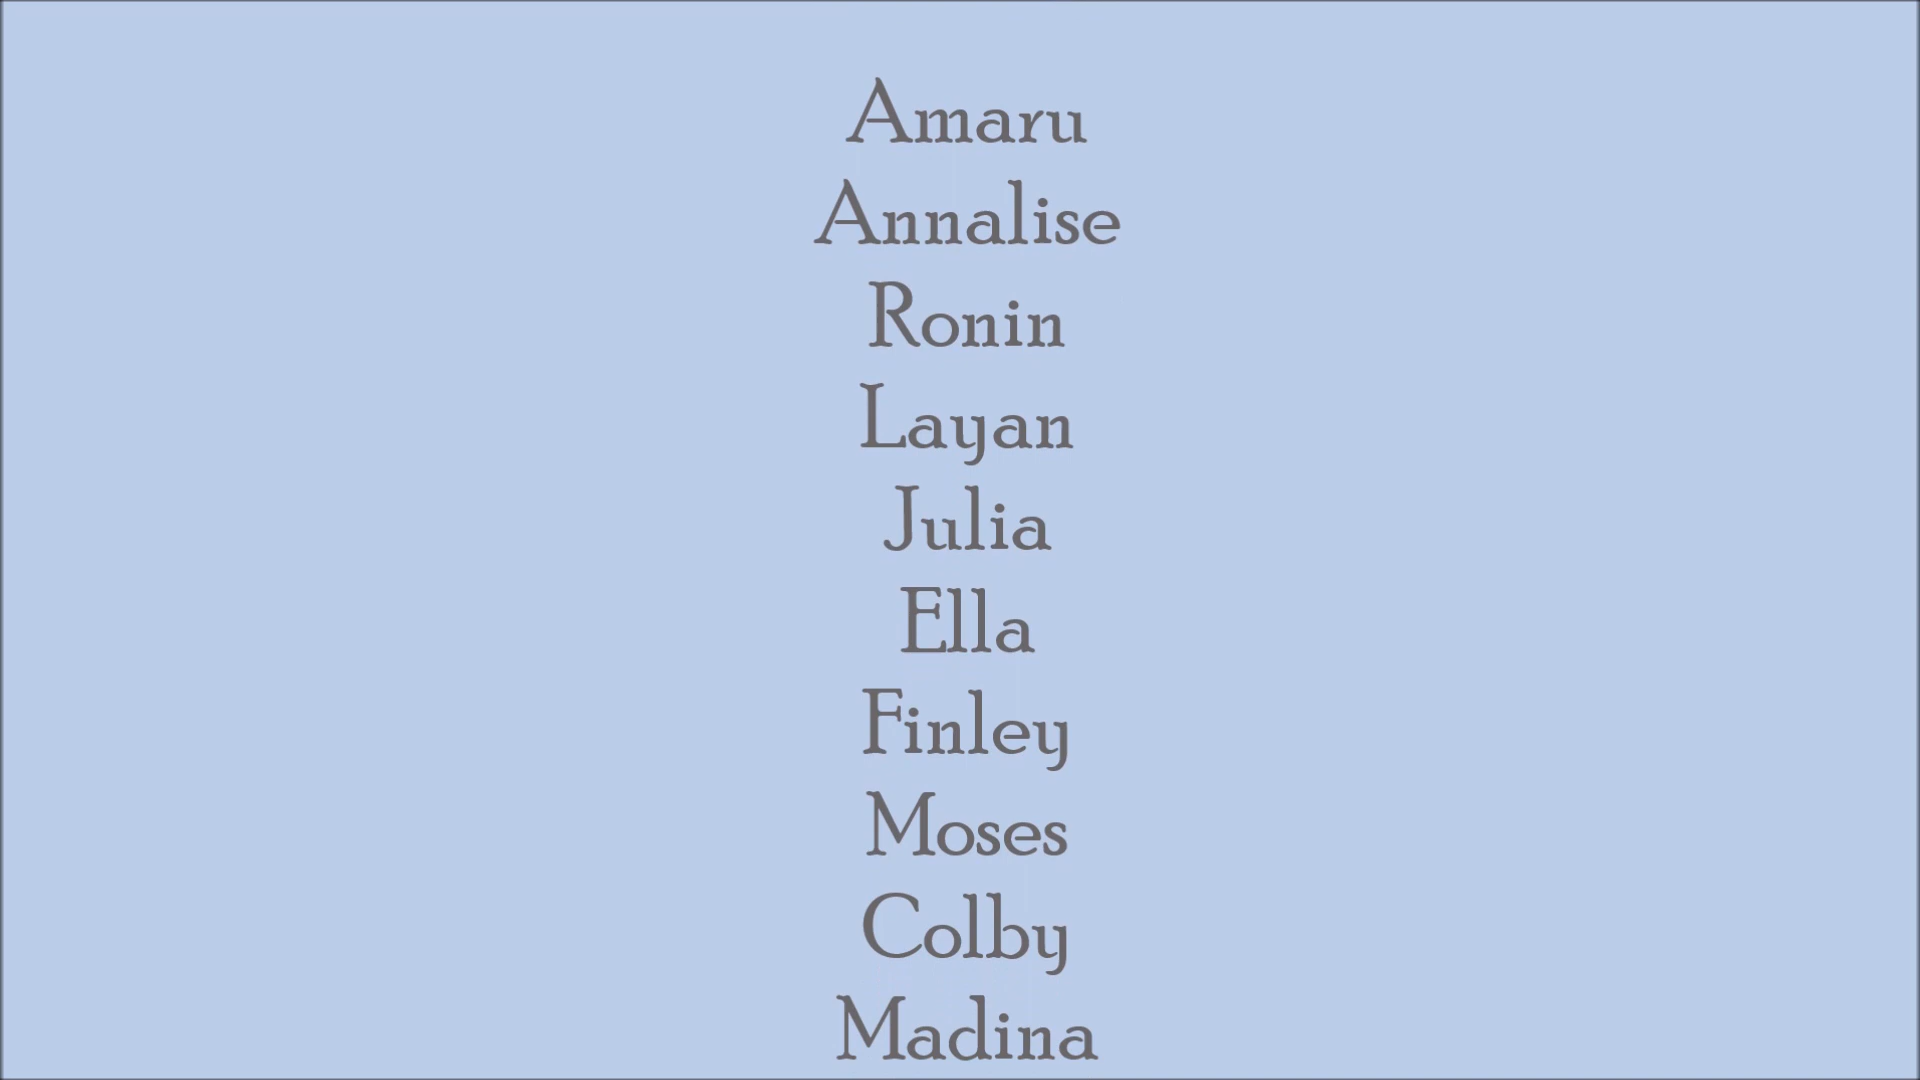 Amaru
Annalise
Ronin
Layan
Julia
Ella
Finley
Moses
Colby
Madina